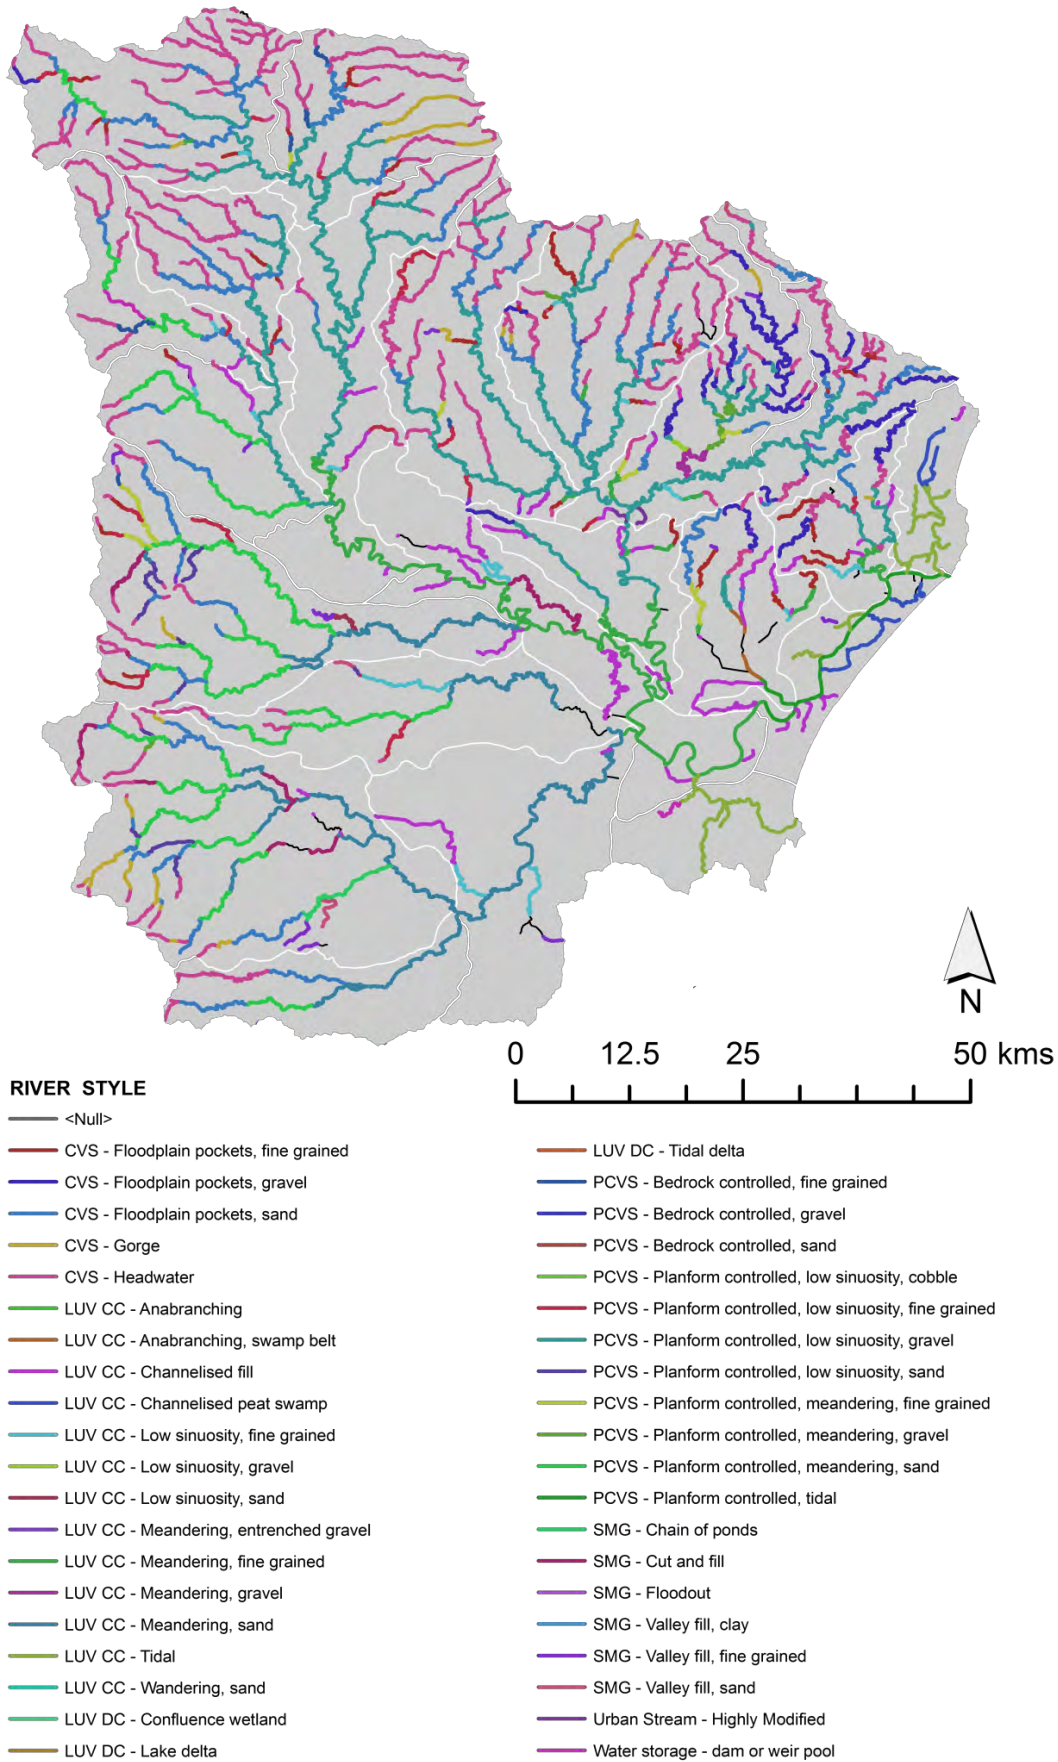 N
0 12.5 25 50 kms
RIVER STYLE
<Null>
CVS - Floodplain pockets, fine grained
CVS - Floodplain pockets, gravel
CVS - Floodplain pockets, sand
CVS - Gorge
CVS - Headwater
LUV CC - Anabranching
LUV CC - Anabranching, swamp belt
LUV CC - Channelised fill
LUV CC - Channelised peat swamp
LUV CC - Low sinuosity, fine grained
LUV CC - Low sinuosity, gravel
LUV CC - Low sinuosity, sand
LUV CC - Meandering, entrenched gravel
LUV CC - Meandering, fine grained
LUV CC - Meandering, gravel
LUV CC - Meandering, sand
LUV CC - Tidal
LUV CC - Wandering, sand
LUV DC - Confluence wetland
LUV DC - Lake delta
LUV DC - Tidal delta
PCVS - Bedrock controlled, fine grained
PCVS - Bedrock controlled, gravel
PCVS - Bedrock controlled, sand
PCVS - Planform controlled, low sinuosity, cobble
PCVS - Planform controlled, low sinuosity, fine grained
PCVS - Planform controlled, low sinuosity, gravel
PCVS - Planform controlled, low sinuosity, sand
PCVS - Planform controlled, meandering, fine grained
PCVS - Planform controlled, meandering, gravel
PCVS - Planform controlled, meandering, sand
PCVS - Planform controlled, tidal
SMG - Chain of ponds
SMG - Cut and fill
SMG - Floodout
SMG - Valley fill, clay
SMG - Valley fill, fine grained
SMG - Valley fill, sand
Urban Stream - Highly Modified
Water storage - dam or weir pool